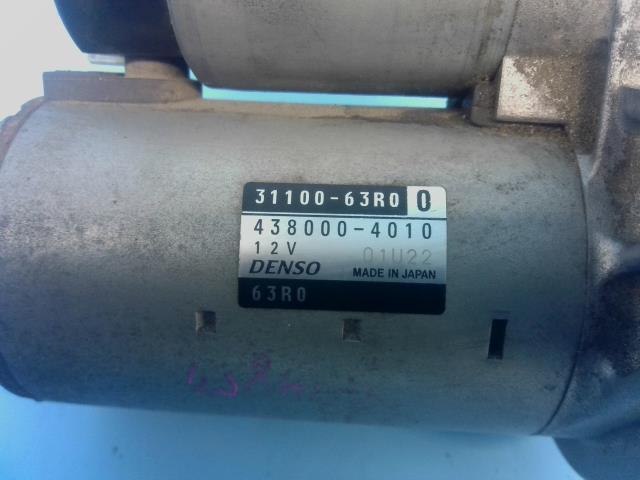 31100-63R0 0
438000-4010
12V 01U22
DENSO MADE IN JAPAN
63R0